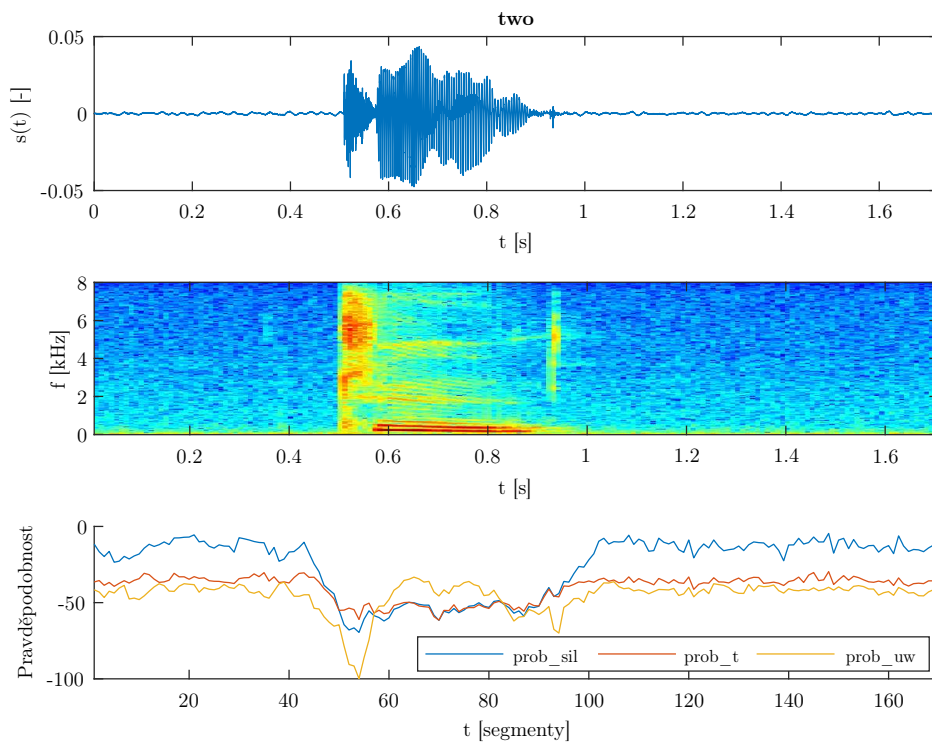 two
0.05
0
-0.05
s(t) [-]
0 0.2 0.4 0.6 0.8 1 1.2 1.4 1.6
t [s]
8
6
4
2
0
f [kHz]
0.2 0.4 0.6 0.8 1 1.2 1.4 1.6
t [s]
0
-50
-100
Pravděpodobnost
prob_sil prob_t prob_uw
20 40 60 80 100 120 140 160
t [segmenty]